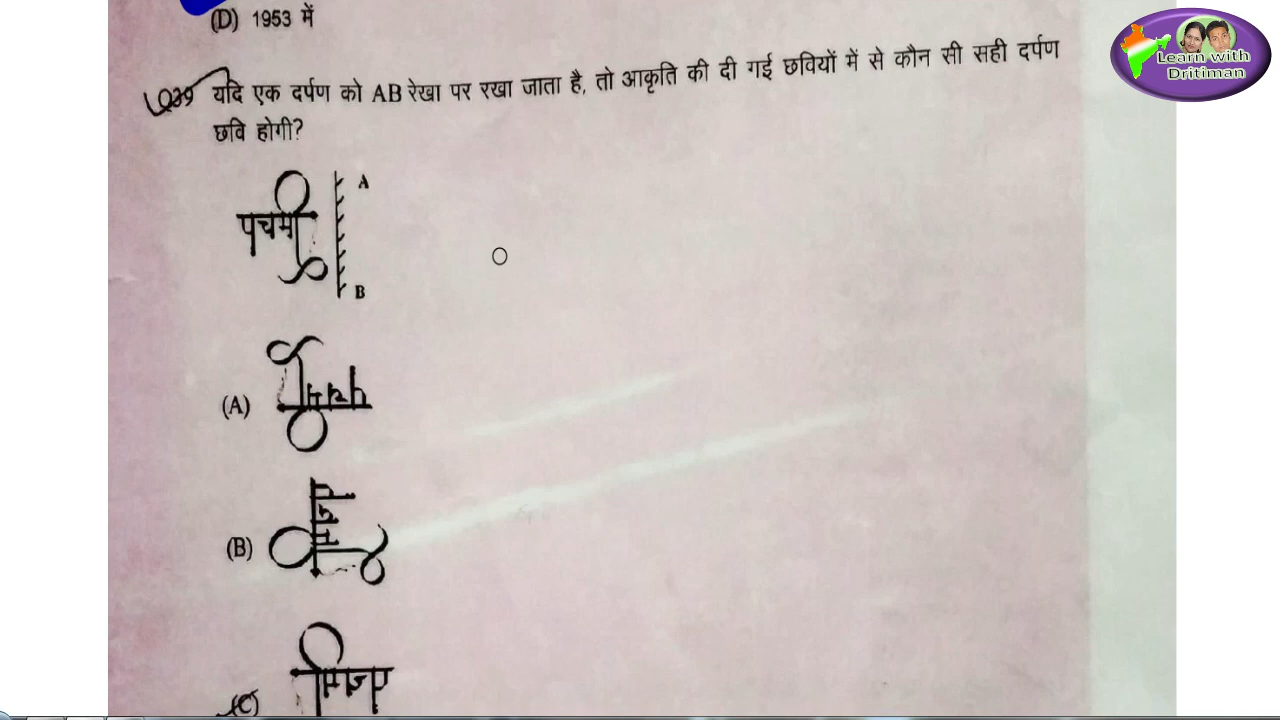 (D) 1953 में
Q39 यदि एक दर्पण को AB रेखा पर रखा जाता है, तो आकृति की दी गई छवियों में से कौन सी सही दर्पण
छवि होगी?
A
पचमी
B
(A)
(B)
(C)
Learn with
Dritiman